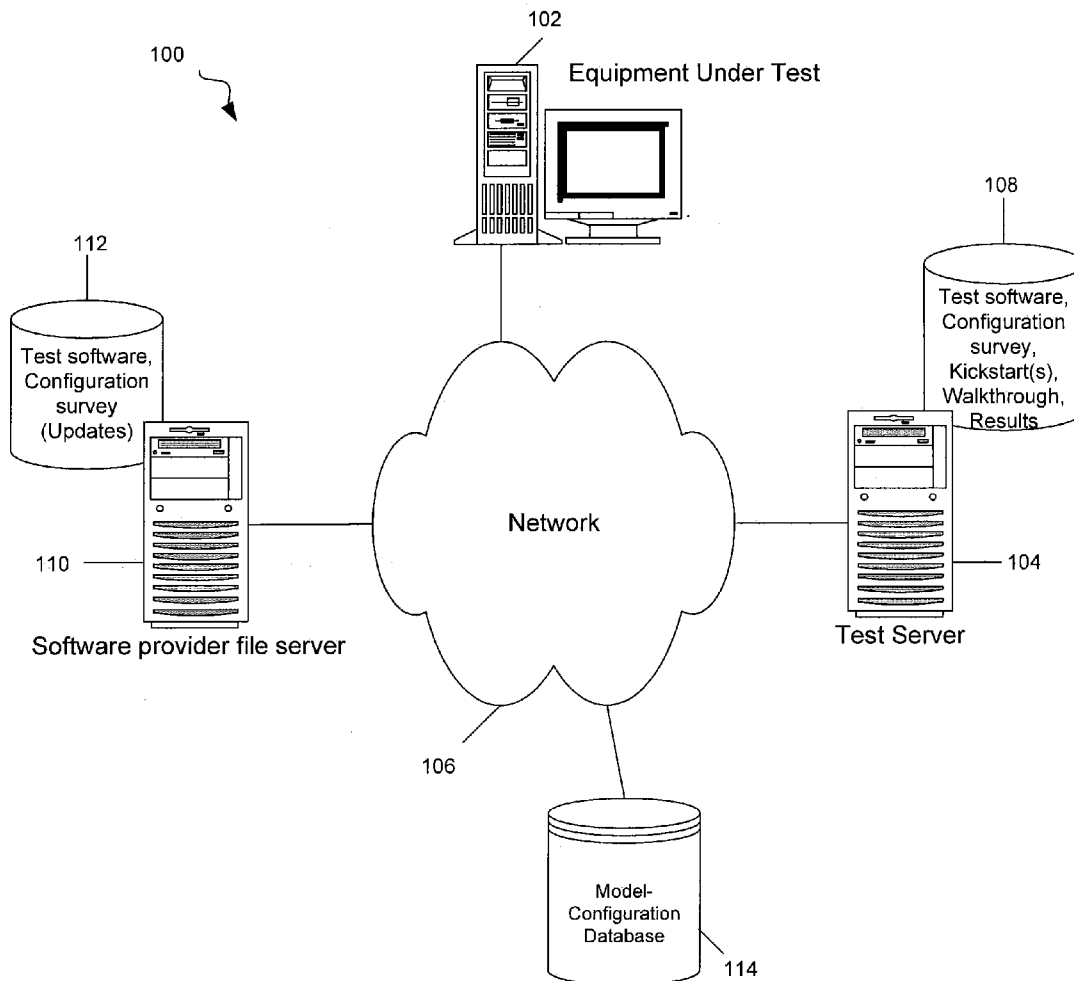 102
100
Equipment Under Test
108
112
Test software,
Configuration
survey,
Kickstart(s),
Walkthrough,
Results
Test software,
Configuration
survey
(Updates)
Network
110
104
Software provider file server
Test Server
106
Model-
Configuration
Database
114